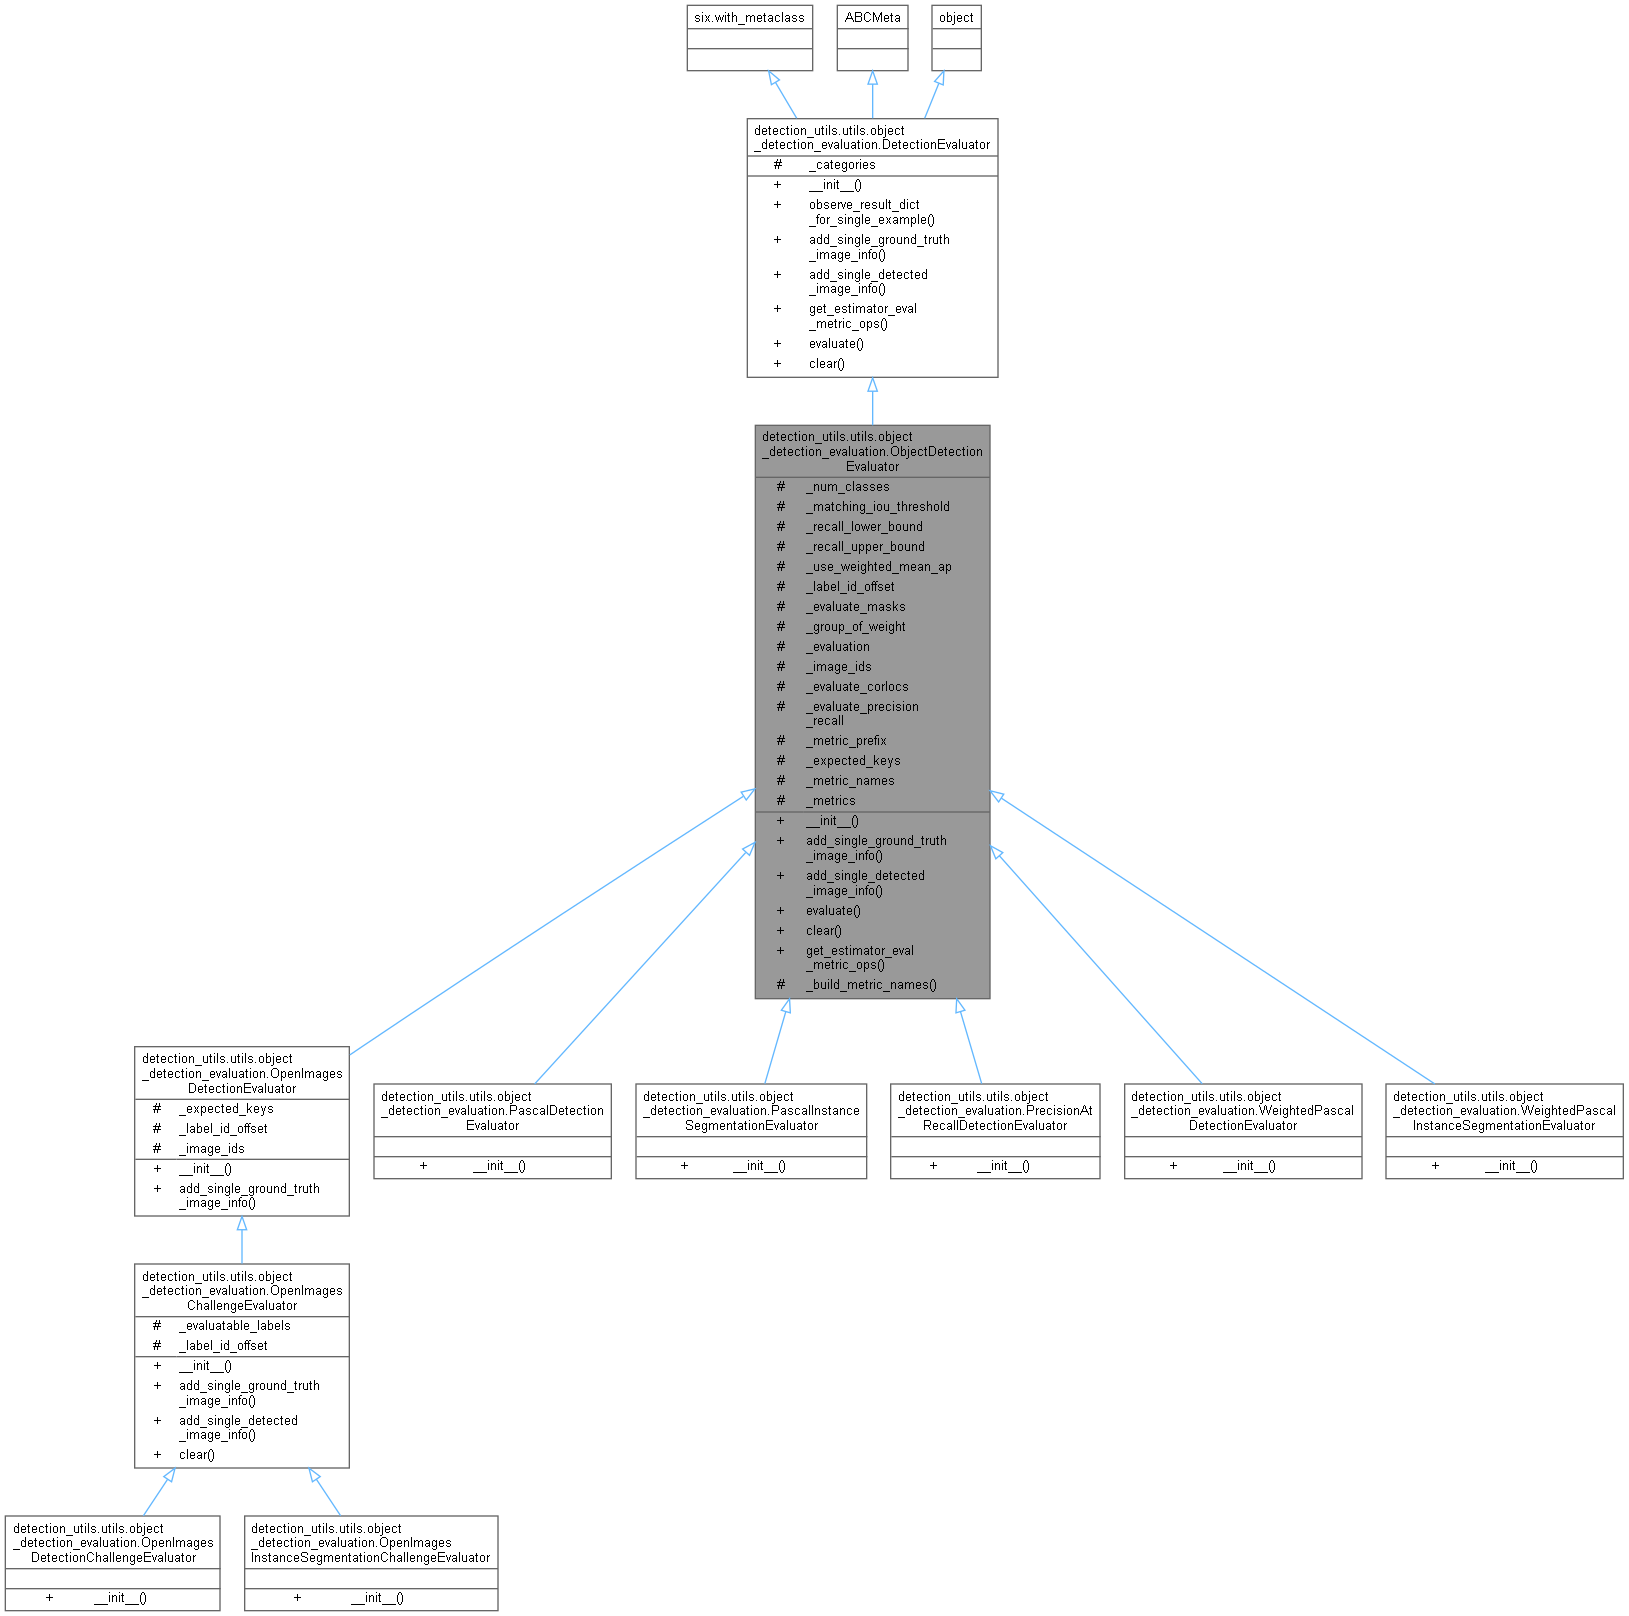 six.with_metaclass
ABCMeta
object
detection_utils.utils.object
_detection_evaluation.DetectionEvaluator
# _categories
+ __init__()
+ observe_result_dict
_for_single_example()
+ add_single_ground_truth
_image_info()
+ add_single_detected
_image_info()
+ get_estimator_eval
_metric_ops()
+ evaluate()
+ clear()
detection_utils.utils.object
_detection_evaluation.ObjectDetection
Evaluator
# _num_classes
# _matching_iou_threshold
# _recall_lower_bound
# _recall_upper_bound
# _use_weighted_mean_ap
# _label_id_offset
# _evaluate_masks
# _group_of_weight
# _evaluation
# _image_ids
# _evaluate_corlocs
# _evaluate_precision
_recall
# _metric_prefix
# _expected_keys
# _metric_names
# _metrics
+ __init__()
+ add_single_ground_truth
_image_info()
+ add_single_detected
_image_info()
+ evaluate()
+ clear()
+ get_estimator_eval
_metric_ops()
# _build_metric_names()
detection_utils.utils.object
_detection_evaluation.OpenImages
DetectionEvaluator
# _expected_keys
# _label_id_offset
# _image_ids
+ __init__()
+ add_single_ground_truth
_image_info()
detection_utils.utils.object
_detection_evaluation.PascalDetection
Evaluator
+ __init__()
detection_utils.utils.object
_detection_evaluation.PascalInstance
SegmentationEvaluator
+ __init__()
detection_utils.utils.object
_detection_evaluation.PrecisionAt
RecallDetectionEvaluator
+ __init__()
detection_utils.utils.object
_detection_evaluation.WeightedPascal
DetectionEvaluator
+ __init__()
detection_utils.utils.object
_detection_evaluation.WeightedPascal
InstanceSegmentationEvaluator
+ __init__()
detection_utils.utils.object
_detection_evaluation.OpenImages
ChallengeEvaluator
# _evaluatable_labels
# _label_id_offset
+ __init__()
+ add_single_ground_truth
_image_info()
+ add_single_detected
_image_info()
+ clear()
detection_utils.utils.object
_detection_evaluation.OpenImages
DetectionChallengeEvaluator
+ __init__()
detection_utils.utils.object
_detection_evaluation.OpenImages
InstanceSegmentationChallengeEvaluator
+ __init__()